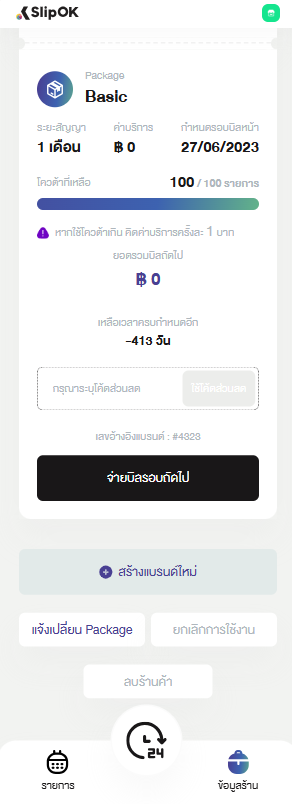 SlipOK
Package
Basic
ระยะสัญญา ค่าบริการ กำหนดรอบบิลหน้า
1 เดือน ฿ 0 27/06/2023
โควต้าที่เหลือ 100 / 100 รายการ
หากใช้โควต้าเกิน คิดค่าบริการครั้งละ 1 บาท
ยอดรวมบิลถัดไป
฿ 0
เหลือเวลาครบกำหนดอีก
-413 วัน
กรุณาระบุโค้ดส่วนลด ใช้โค้ดส่วนลด
เลขอ้างอิงแบรนด์ : #4323
จ่ายบิลรอบถัดไป
สร้างแบรนด์ใหม่
แจ้งเปลี่ยน Package ยกเลิกการใช้งาน
ลบร้านค้า
24
รายการ ข้อมูลร้าน